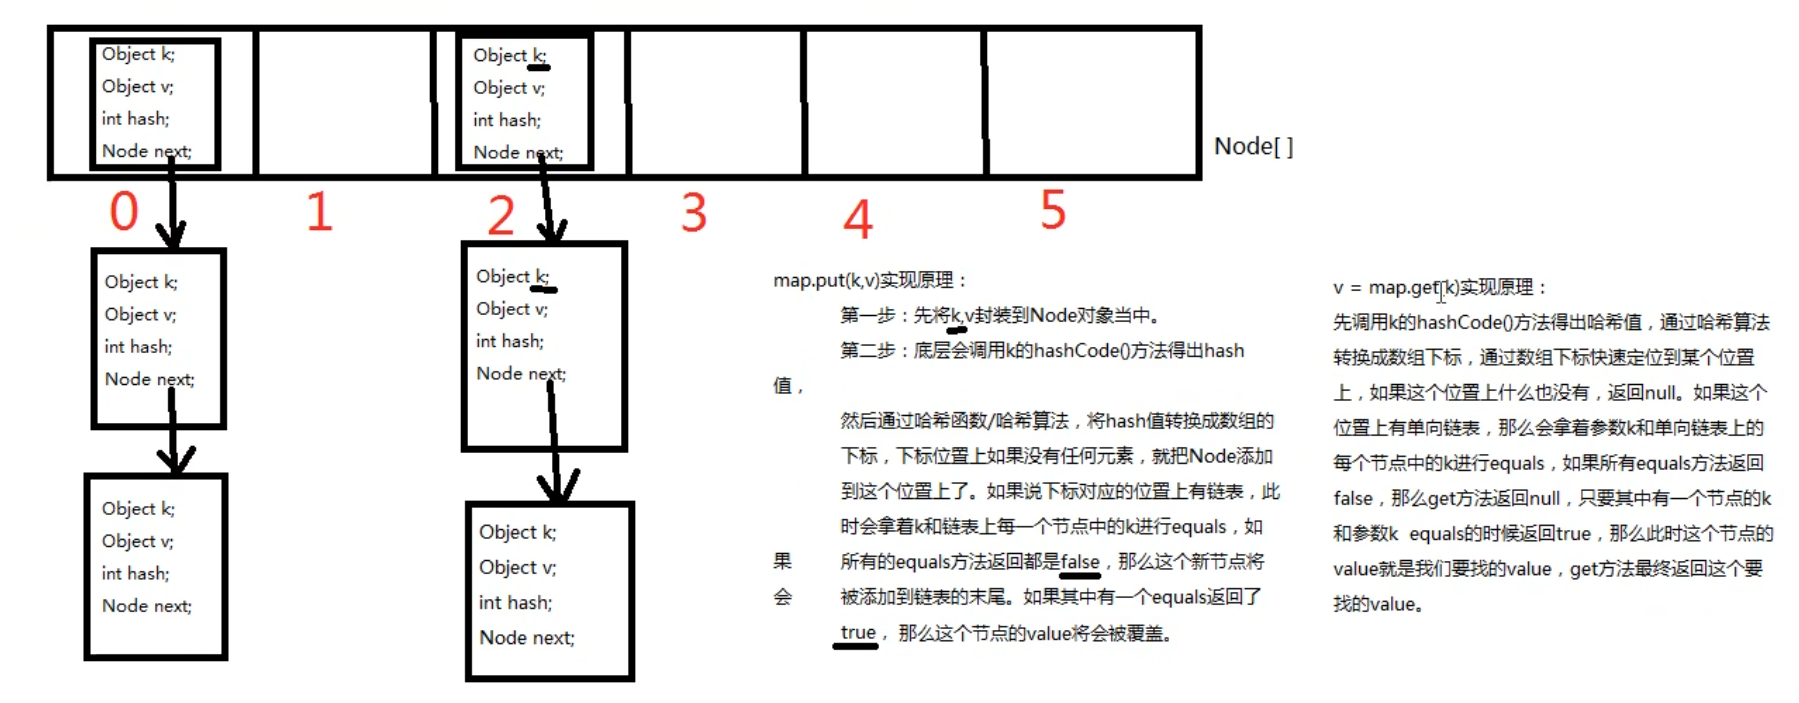 Object k;
Object v;
int hash;
Node next;
Object k;
Object v;
int hash;
Node next;
Node[ ]
0
1
2
3
4
5
Object k;
Object v;
int hash;
Node next;
Object k;
Object v;
int hash;
Node next;
Object k;
Object v;
int hash;
Node next;
Object k;
Object v;
int hash;
Node next;
map.put(k,v)实现原理：
第一步：先将k,v封装到Node对象当中。
第二步：底层会调用k的hashCode()方法得出hash
值，
然后通过哈希函数/哈希算法，将hash值转换成数组的
下标，下标位置上如果没有任何元素，就把Node添加
到这个位置上了。如果说下标对应的位置上有链表，此
时会拿着k和链表上每一个节点中的k进行equals，如
果 所有的equals方法返回都是false，那么这个新节点将
会 被添加到链表的末尾。如果其中有一个equals返回了
true，那么这个节点的value将会被覆盖。
v = map.get(k)实现原理：
先调用k的hashCode()方法得出哈希值，通过哈希算法
转换成数组下标，通过数组下标快速定位到某个位置
上，如果这个位置上什么也没有，返回null。如果这个
位置上有单向链表，那么会拿着参数k和单向链表上的
每个节点中的k进行equals，如果所有equals方法返回
false，那么get方法返回null，只要其中有一个节点的k
和参数k equals的时候返回true，那么此时这个节点的
value就是我们要找的value，get方法最终返回这个要
找的value。